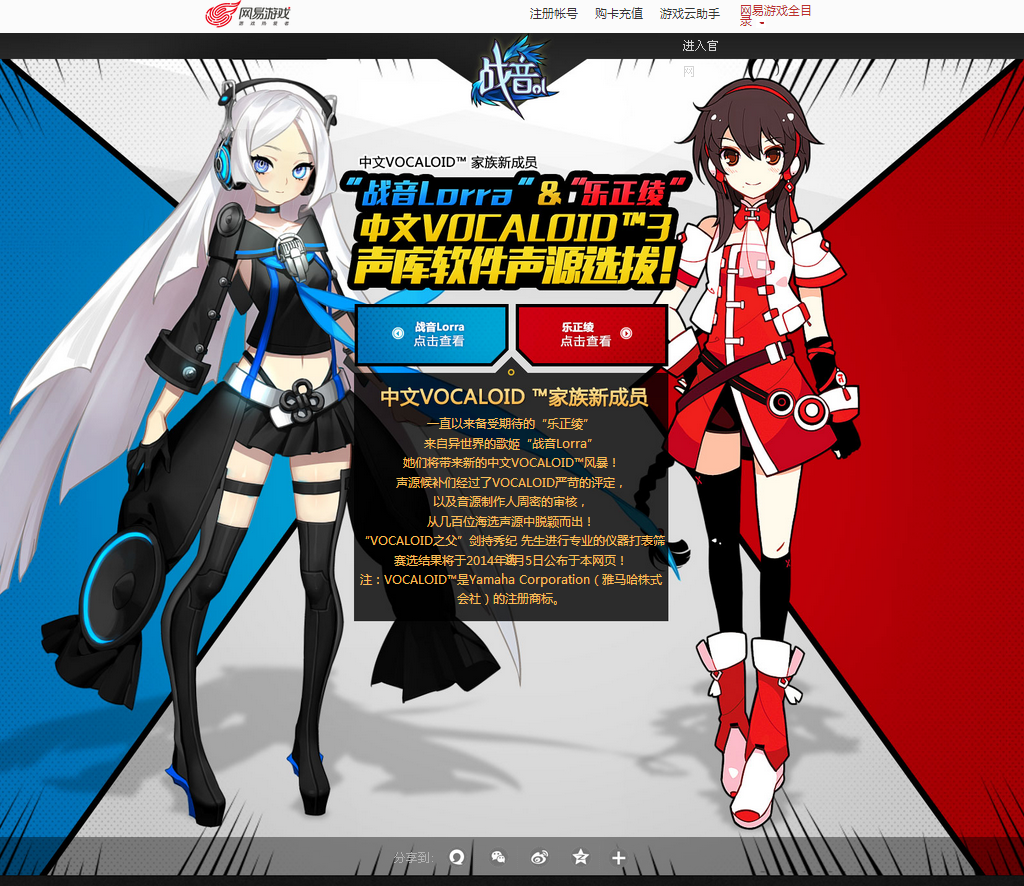 网易游戏
游戏热爱者
注册帐号 购卡充值 游戏云助手 网易游戏全目录
进入官网
战音OL
中文VOCALOID™ 家族新成员
“战音Lorra”&“乐正绫”
中文VOCALOID™3
声库软件声源选拔!
战音Lorra
点击查看
乐正绫
点击查看
中文VOCALOID ™家族新成员
一直以来备受期待的“乐正绫”
来自异世界的歌姬“战音Lorra”
她们将带来新的中文VOCALOID™风暴！
声源候补们经过了VOCALOID严苛的评定，
以及音源制作人周密的审核，
从几百位海选声源中脱颖而出！
“VOCALOID之父”剑持秀纪 先生进行专业的仪器打表筛
赛选结果将于2014年 月5日公布于本网页！
注：VOCALOID™是Yamaha Corporation（雅马哈株式
会社）的注册商标。
分享到: